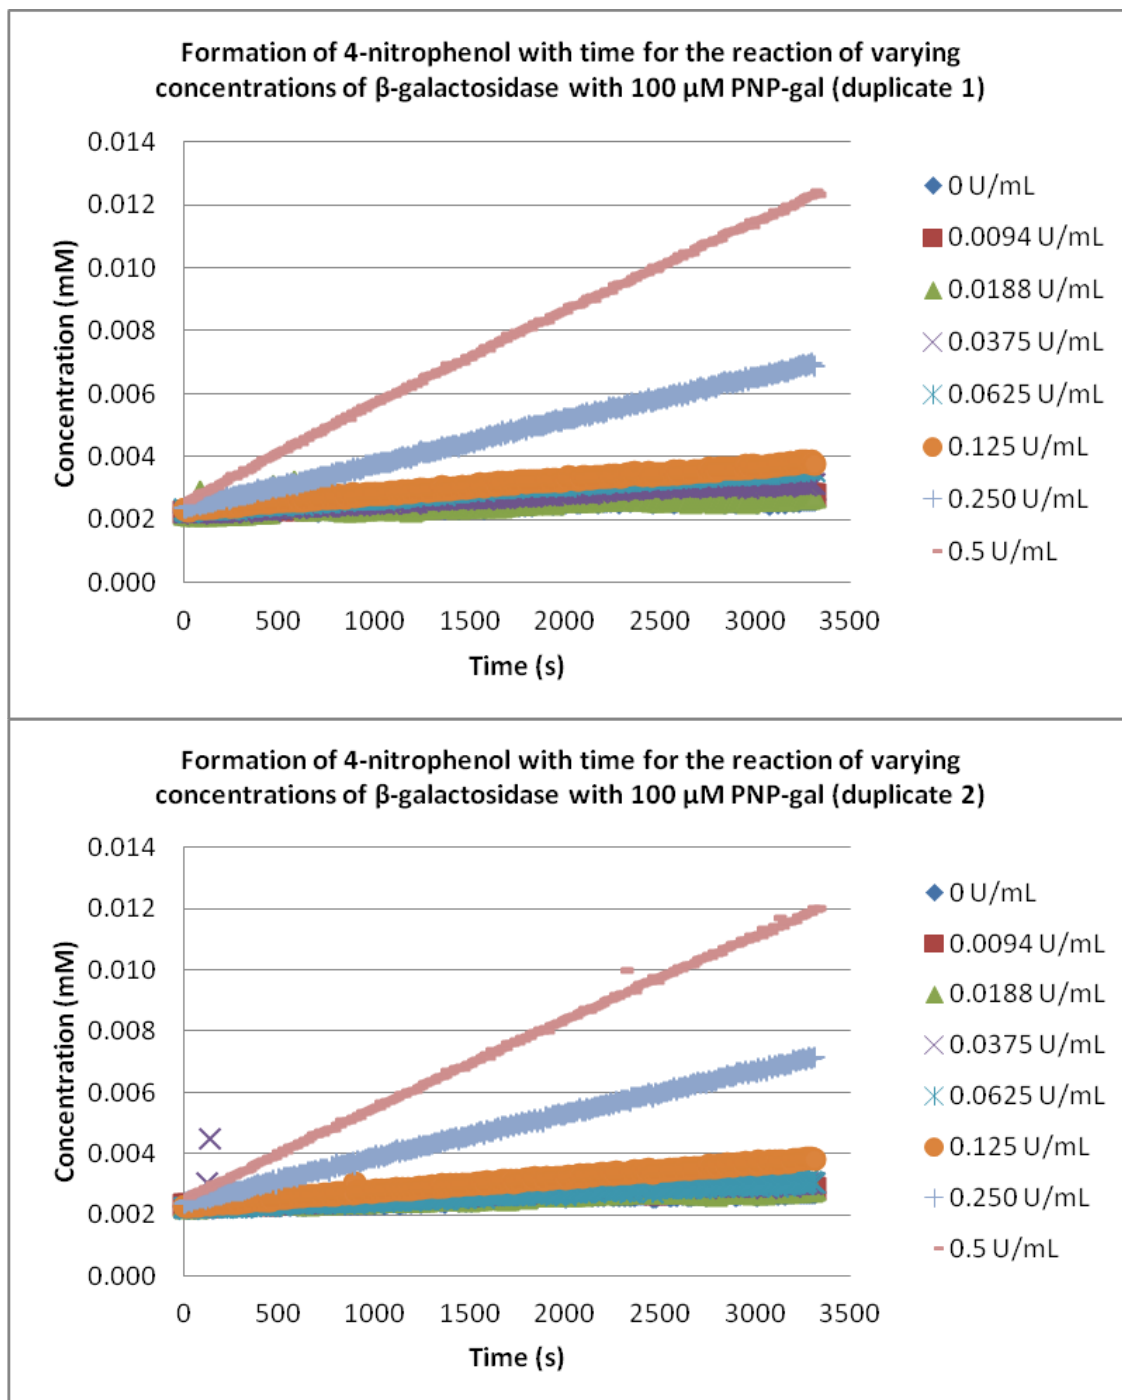 Formation of 4-nitrophenol with time for the reaction of varying
concentrations of β-galactosidase with 100 µM PNP-gal (duplicate 1)
Concentration (mM)
0.014
0.012
0.010
0.008
0.006
0.004
0.002
0.000
0 500 1000 1500 2000 2500 3000 3500
Time (s)
0 U/mL
0.0094 U/mL
0.0188 U/mL
0.0375 U/mL
0.0625 U/mL
0.125 U/mL
0.250 U/mL
0.5 U/mL
Formation of 4-nitrophenol with time for the reaction of varying
concentrations of β-galactosidase with 100 µM PNP-gal (duplicate 2)
Concentration (mM)
0.014
0.012
0.010
0.008
0.006
0.004
0.002
0.000
0 500 1000 1500 2000 2500 3000 3500
Time (s)
0 U/mL
0.0094 U/mL
0.0188 U/mL
0.0375 U/mL
0.0625 U/mL
0.125 U/mL
0.250 U/mL
0.5 U/mL